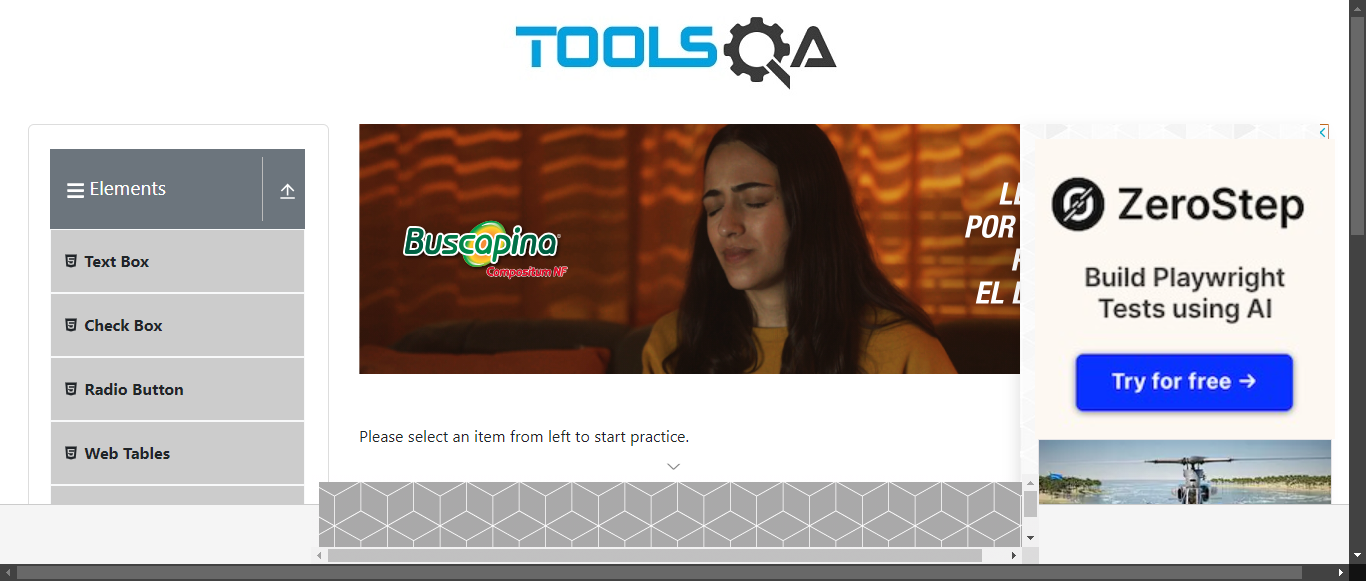 TOOLSQA
Elements
Text Box
Check Box
Radio Button
Web Tables
Buscapina
Compositum NF
POR
EL
Please select an item from left to start practice.
ZeroStep
Build Playwright
Tests using AI
Try for free →